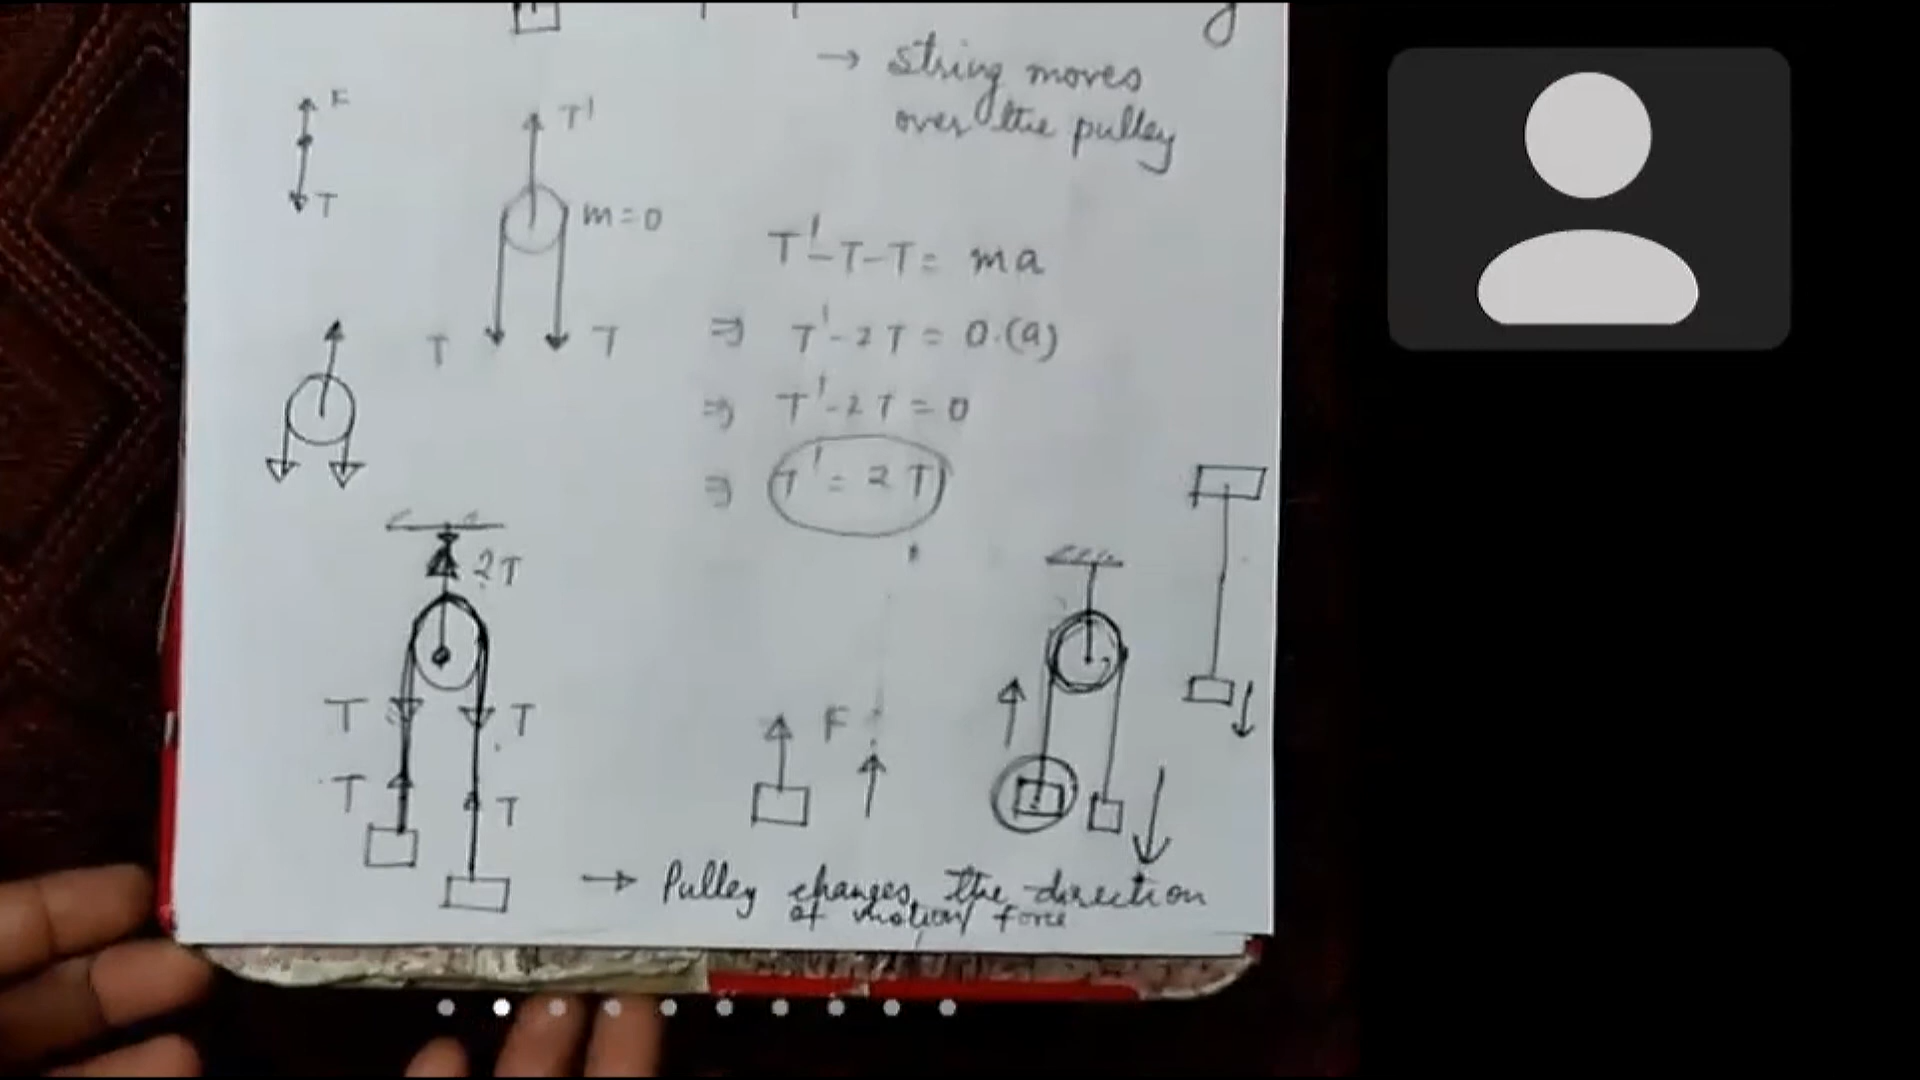 → String moves
over the pulley
F
T
T'
m = 0
T
T
T' - T - T = ma
⇒ T' - 2T = 0.(a)
⇒ T' - 2T = 0
⇒ T' = 2T
2T
T
T
T
T
F
→ Pulley changes the direction
of motion/force